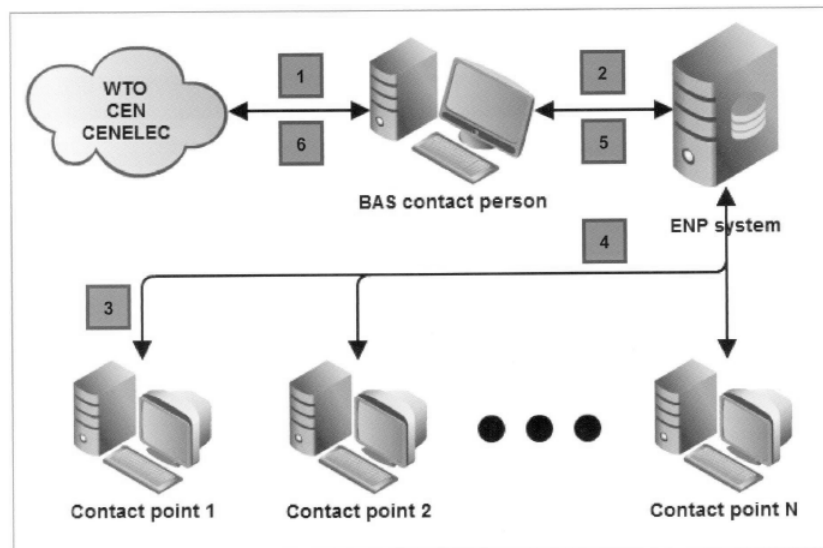 WTO
CEN
CENELEC
1
6
2
5
BAS contact person
ENP system
4
3
Contact point 1
Contact point 2
Contact point N